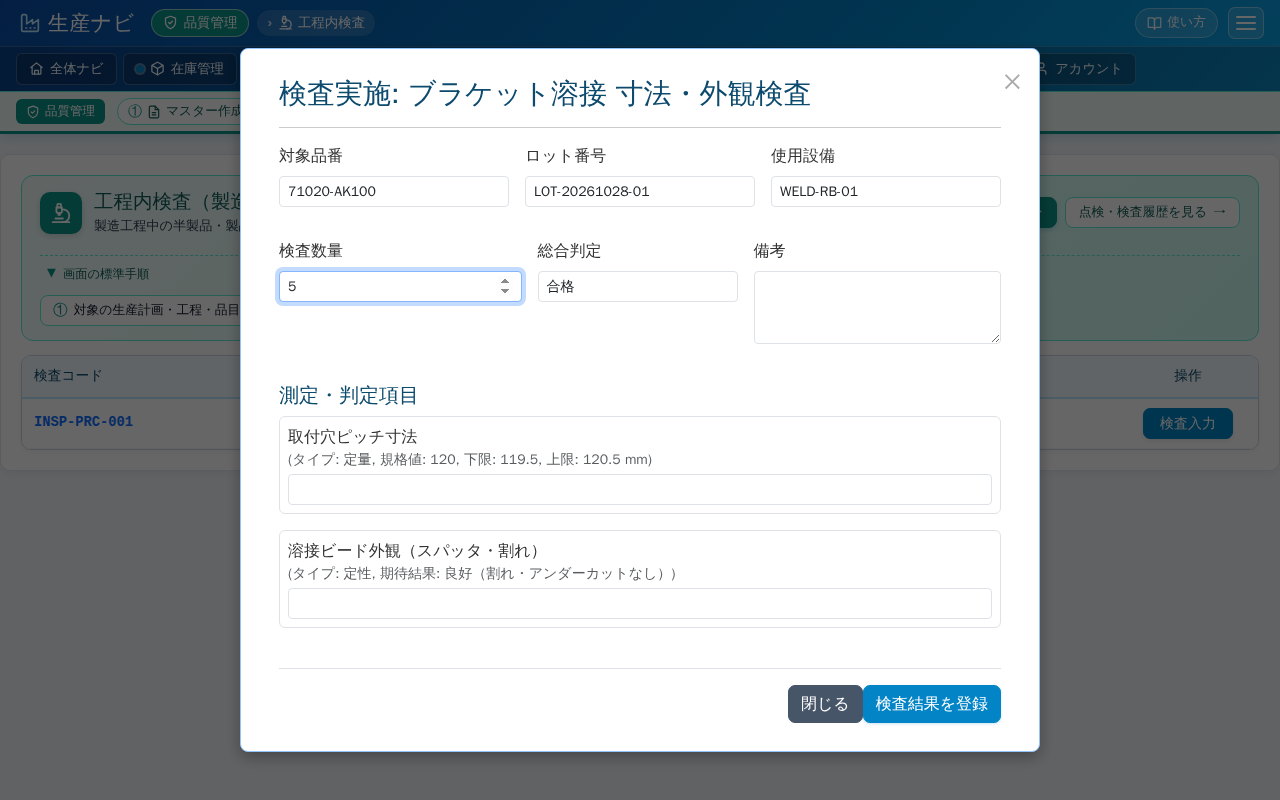 生産ナビ
品質管理
› 工程内検査
使い方
全体ナビ
在庫管理
アカウント
品質管理
① マスター作成
工程内検査（製造
製造工程中の半製品・製
点検・検査履歴を見る →
▼ 画面の標準手順
① 対象の生産計画・工程・品目
検査コード
操作
INSP-PRC-001
検査入力
検査実施: ブラケット溶接 寸法・外観検査
対象品番
ロット番号
使用設備
71020-AK100
LOT-20261028-01
WELD-RB-01
検査数量
総合判定
備考
5
合格
測定・判定項目
取付穴ピッチ寸法
(タイプ: 定量, 規格値: 120, 下限: 119.5, 上限: 120.5 mm)
溶接ビード外観（スパッタ・割れ）
(タイプ: 定性, 期待結果: 良好（割れ・アンダーカットなし）)
閉じる
検査結果を登録